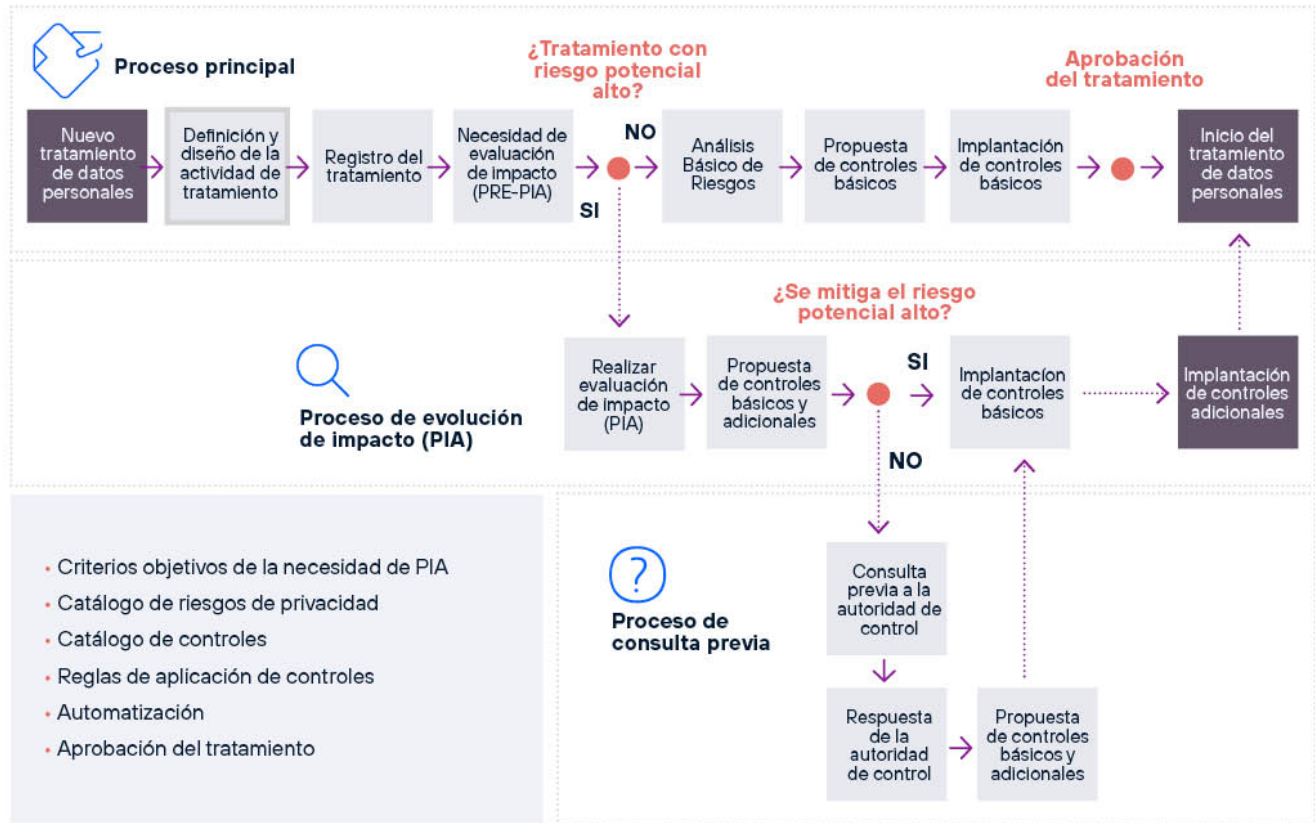 Proceso principal
¿Tratamiento con
riesgo potencial
alto?
Aprobación
del tratamiento
Nuevo
tratamiento
de datos
personales
Definición y
diseño de la
actividad de
tratamiento
Registro del
tratamiento
Necesidad de
evaluación
de impacto
(PRE-PIA)
NO
SI
Análisis
Básico de
Riesgos
Propuesta
de controles
básicos
Implantación
de controles
básicos
Inicio del
tratamiento
de datos
personales
¿Se mitiga el riesgo
potencial alto?
Proceso de evolución
de impacto (PIA)
Realizar
evaluación
de impacto
(PIA)
Propuesta
de controles
básicos y
adicionales
SI
NO
Implantacíon
de controles
básicos
Implantación
de controles
adicionales
• Criterios objetivos de la necesidad de PIA
• Catálogo de riesgos de privacidad
• Catálogo de controles
• Reglas de aplicación de controles
• Automatización
• Aprobación del tratamiento
?
Proceso de
consulta previa
Consulta
previa a la
autoridad de
control
Respuesta
de la
autoridad
de control
Propuesta
de controles
básicos y
adicionales